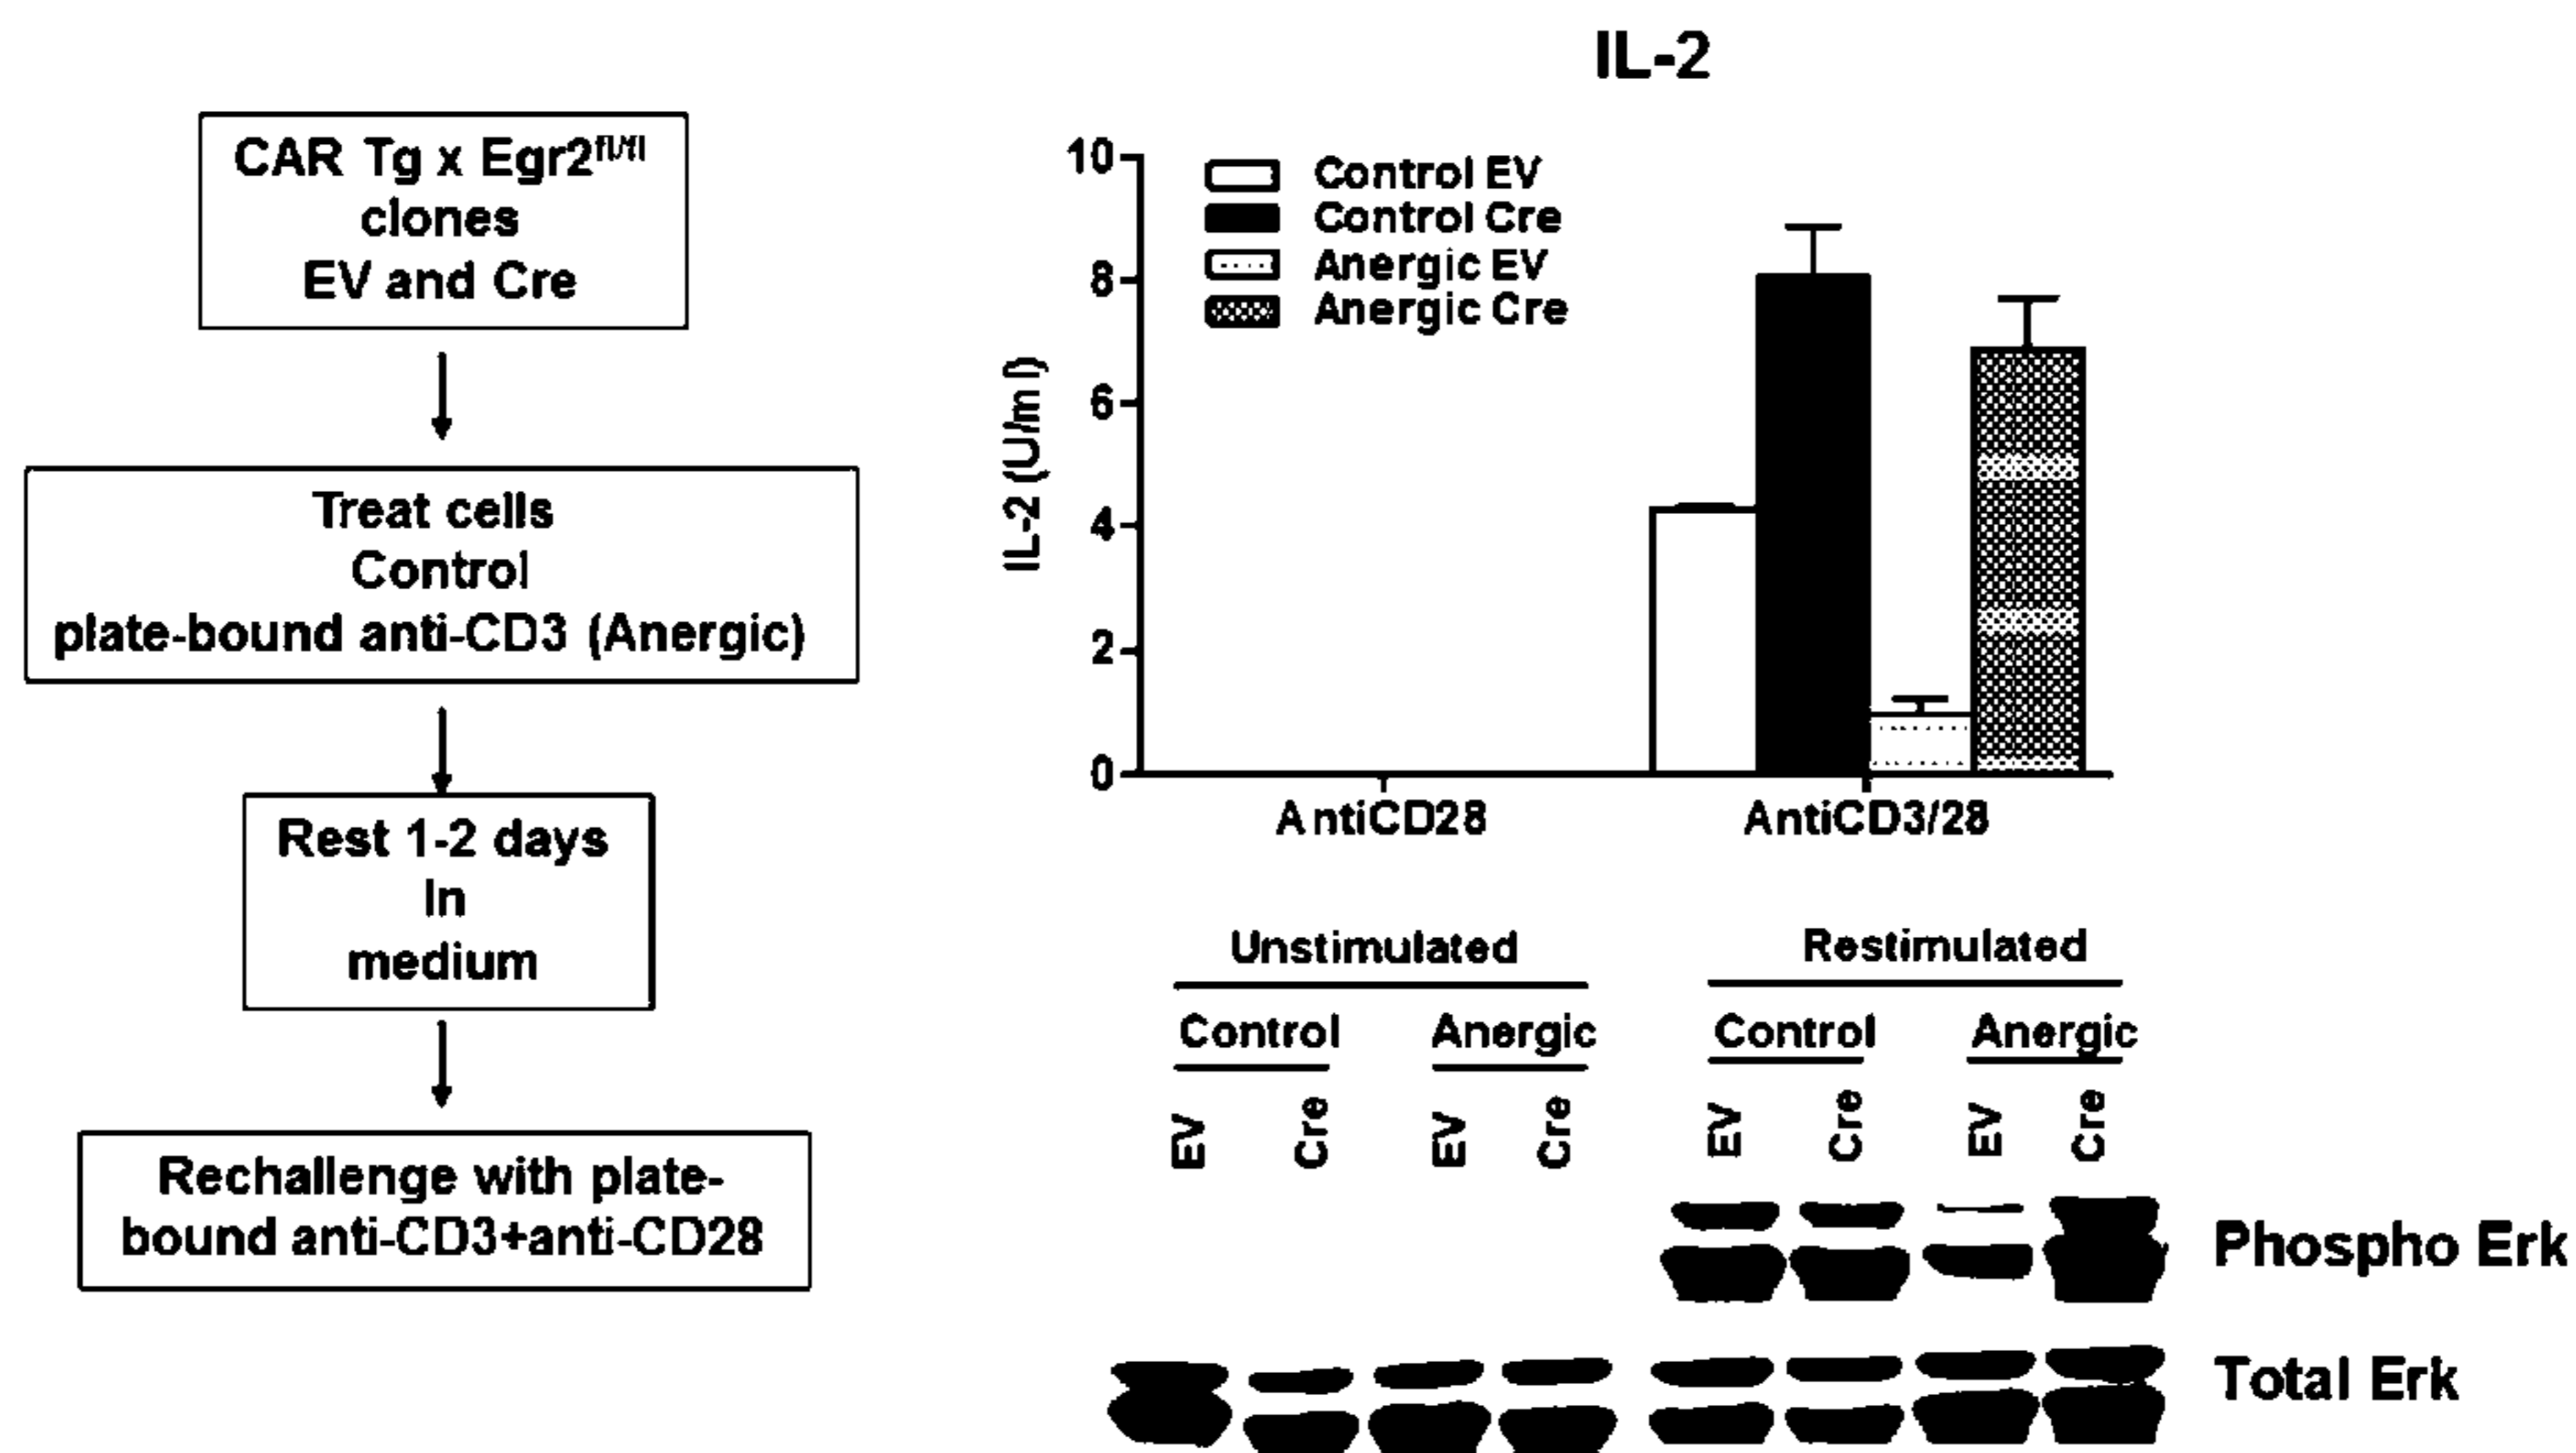 CAR Tg x Egr2fl/fl
clones
EV and Cre
Treat cells
Control
plate-bound anti-CD3 (Anergic)
Rest 1-2 days
In
medium
Rechallenge with plate-
bound anti-CD3+anti-CD28
IL-2
IL-2 (U/ml)
10
8
6
4
2
0
Control EV
Control Cre
Anergic EV
Anergic Cre
AntiCD28
AntiCD3/28
Unstimulated
Restimulated
Control
Anergic
Control
Anergic
EV
Cre
EV
Cre
EV
Cre
EV
Cre
Phospho Erk
Total Erk